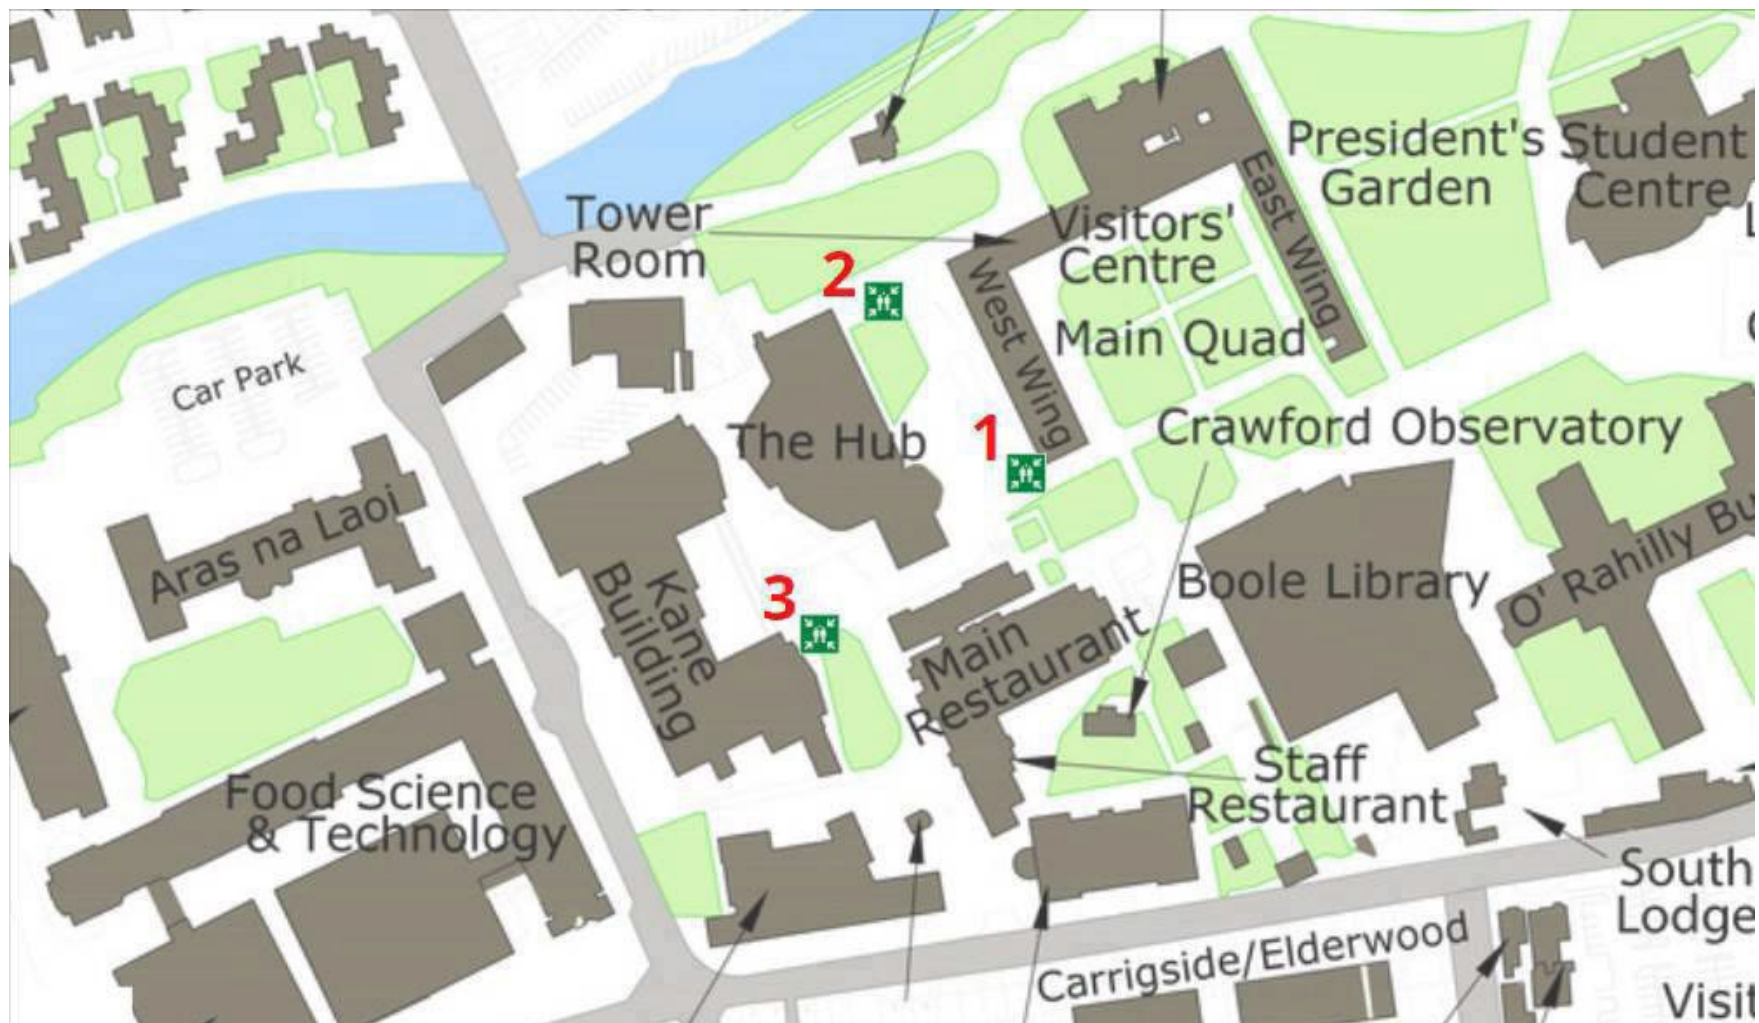 President's
Garden
Student
Centre
L
East Wing
Tower
Room
Visitors'
Centre
2
West Wing
Main Quad
Car Park
1
The Hub
Crawford Observatory
Aras na Laoi
Boole Library
O' Rahilly Bu
3
Kane
Building
Main
Restaurant
Staff
Restaurant
Food Science
& Technology
South
Lodge
Carrigside/Elderwood
Visit